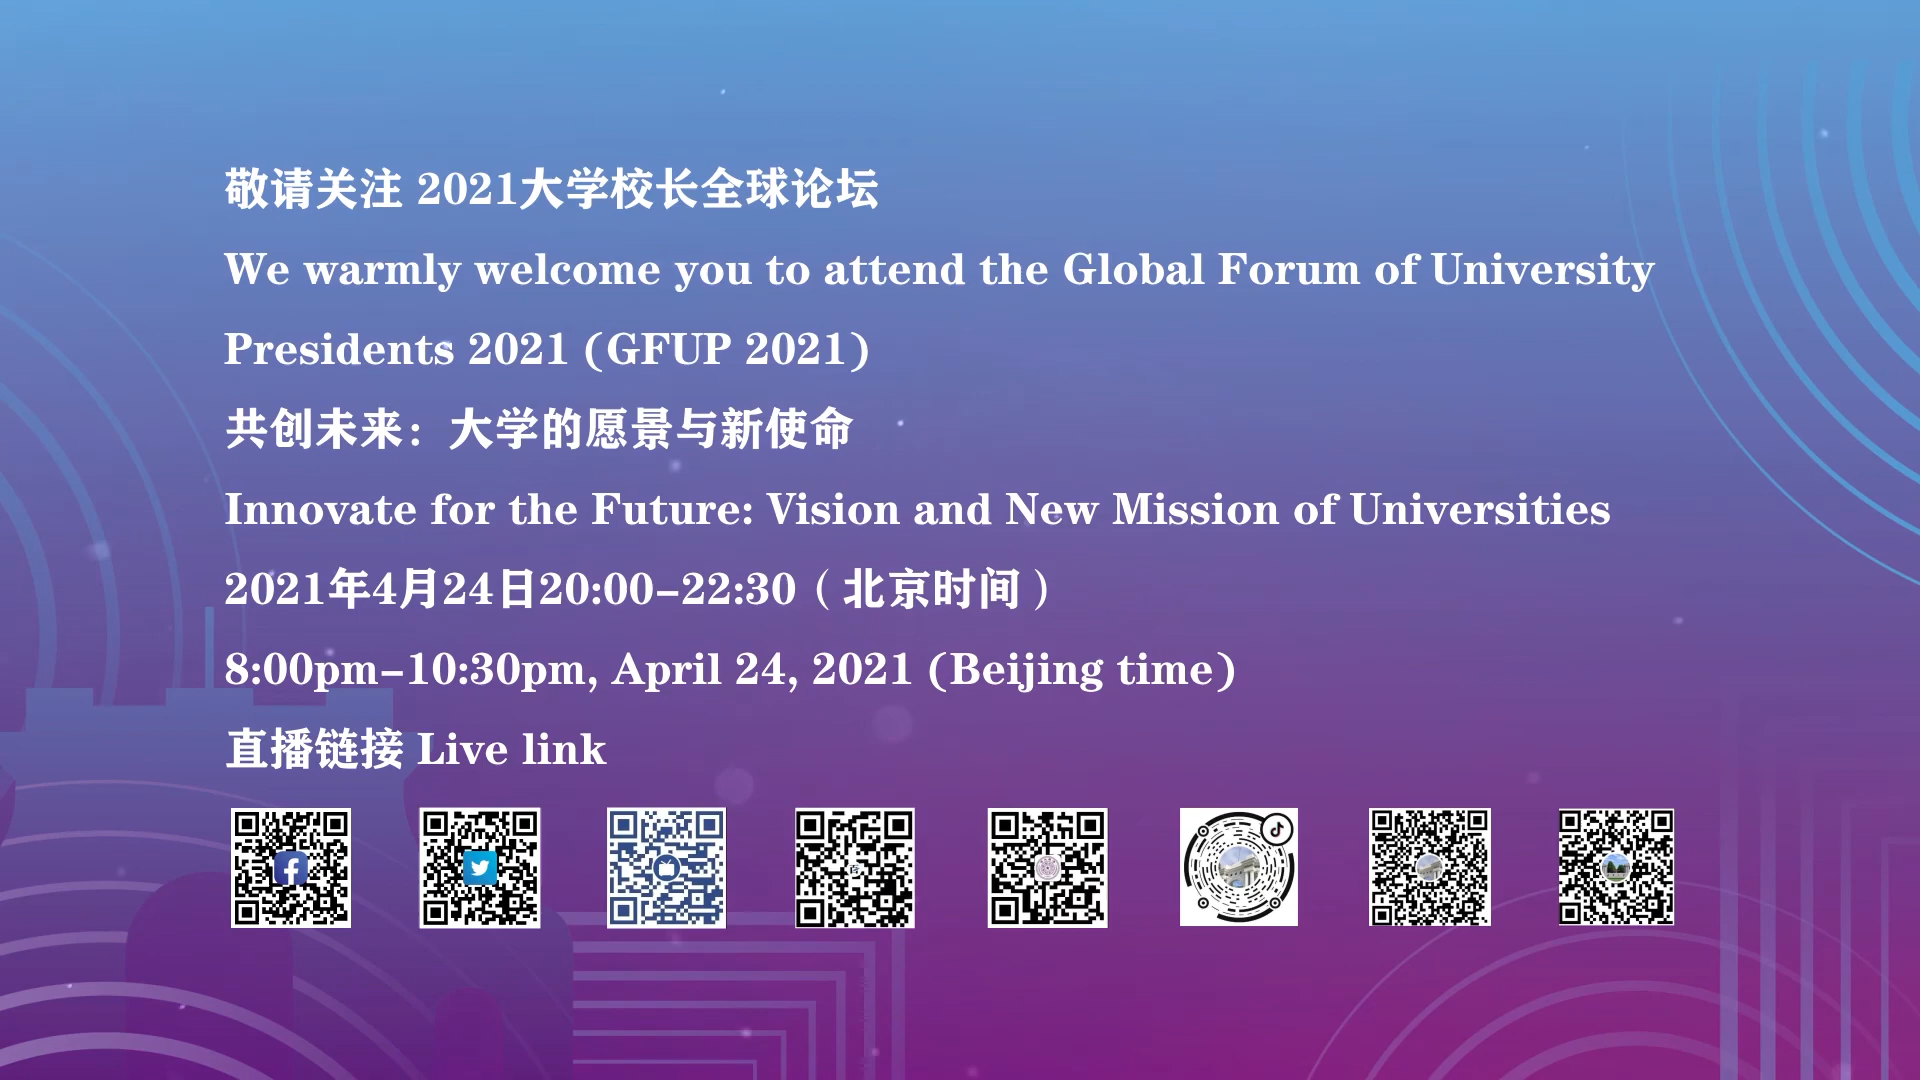 敬请关注 2021大学校长全球论坛
We warmly welcome you to attend the Global Forum of University
Presidents 2021 (GFUP 2021)
共创未来：大学的愿景与新使命
Innovate for the Future: Vision and New Mission of Universities
2021年4月24日20:00–22:30（北京时间）
8:00pm–10:30pm, April 24, 2021 (Beijing time)
直播链接 Live link